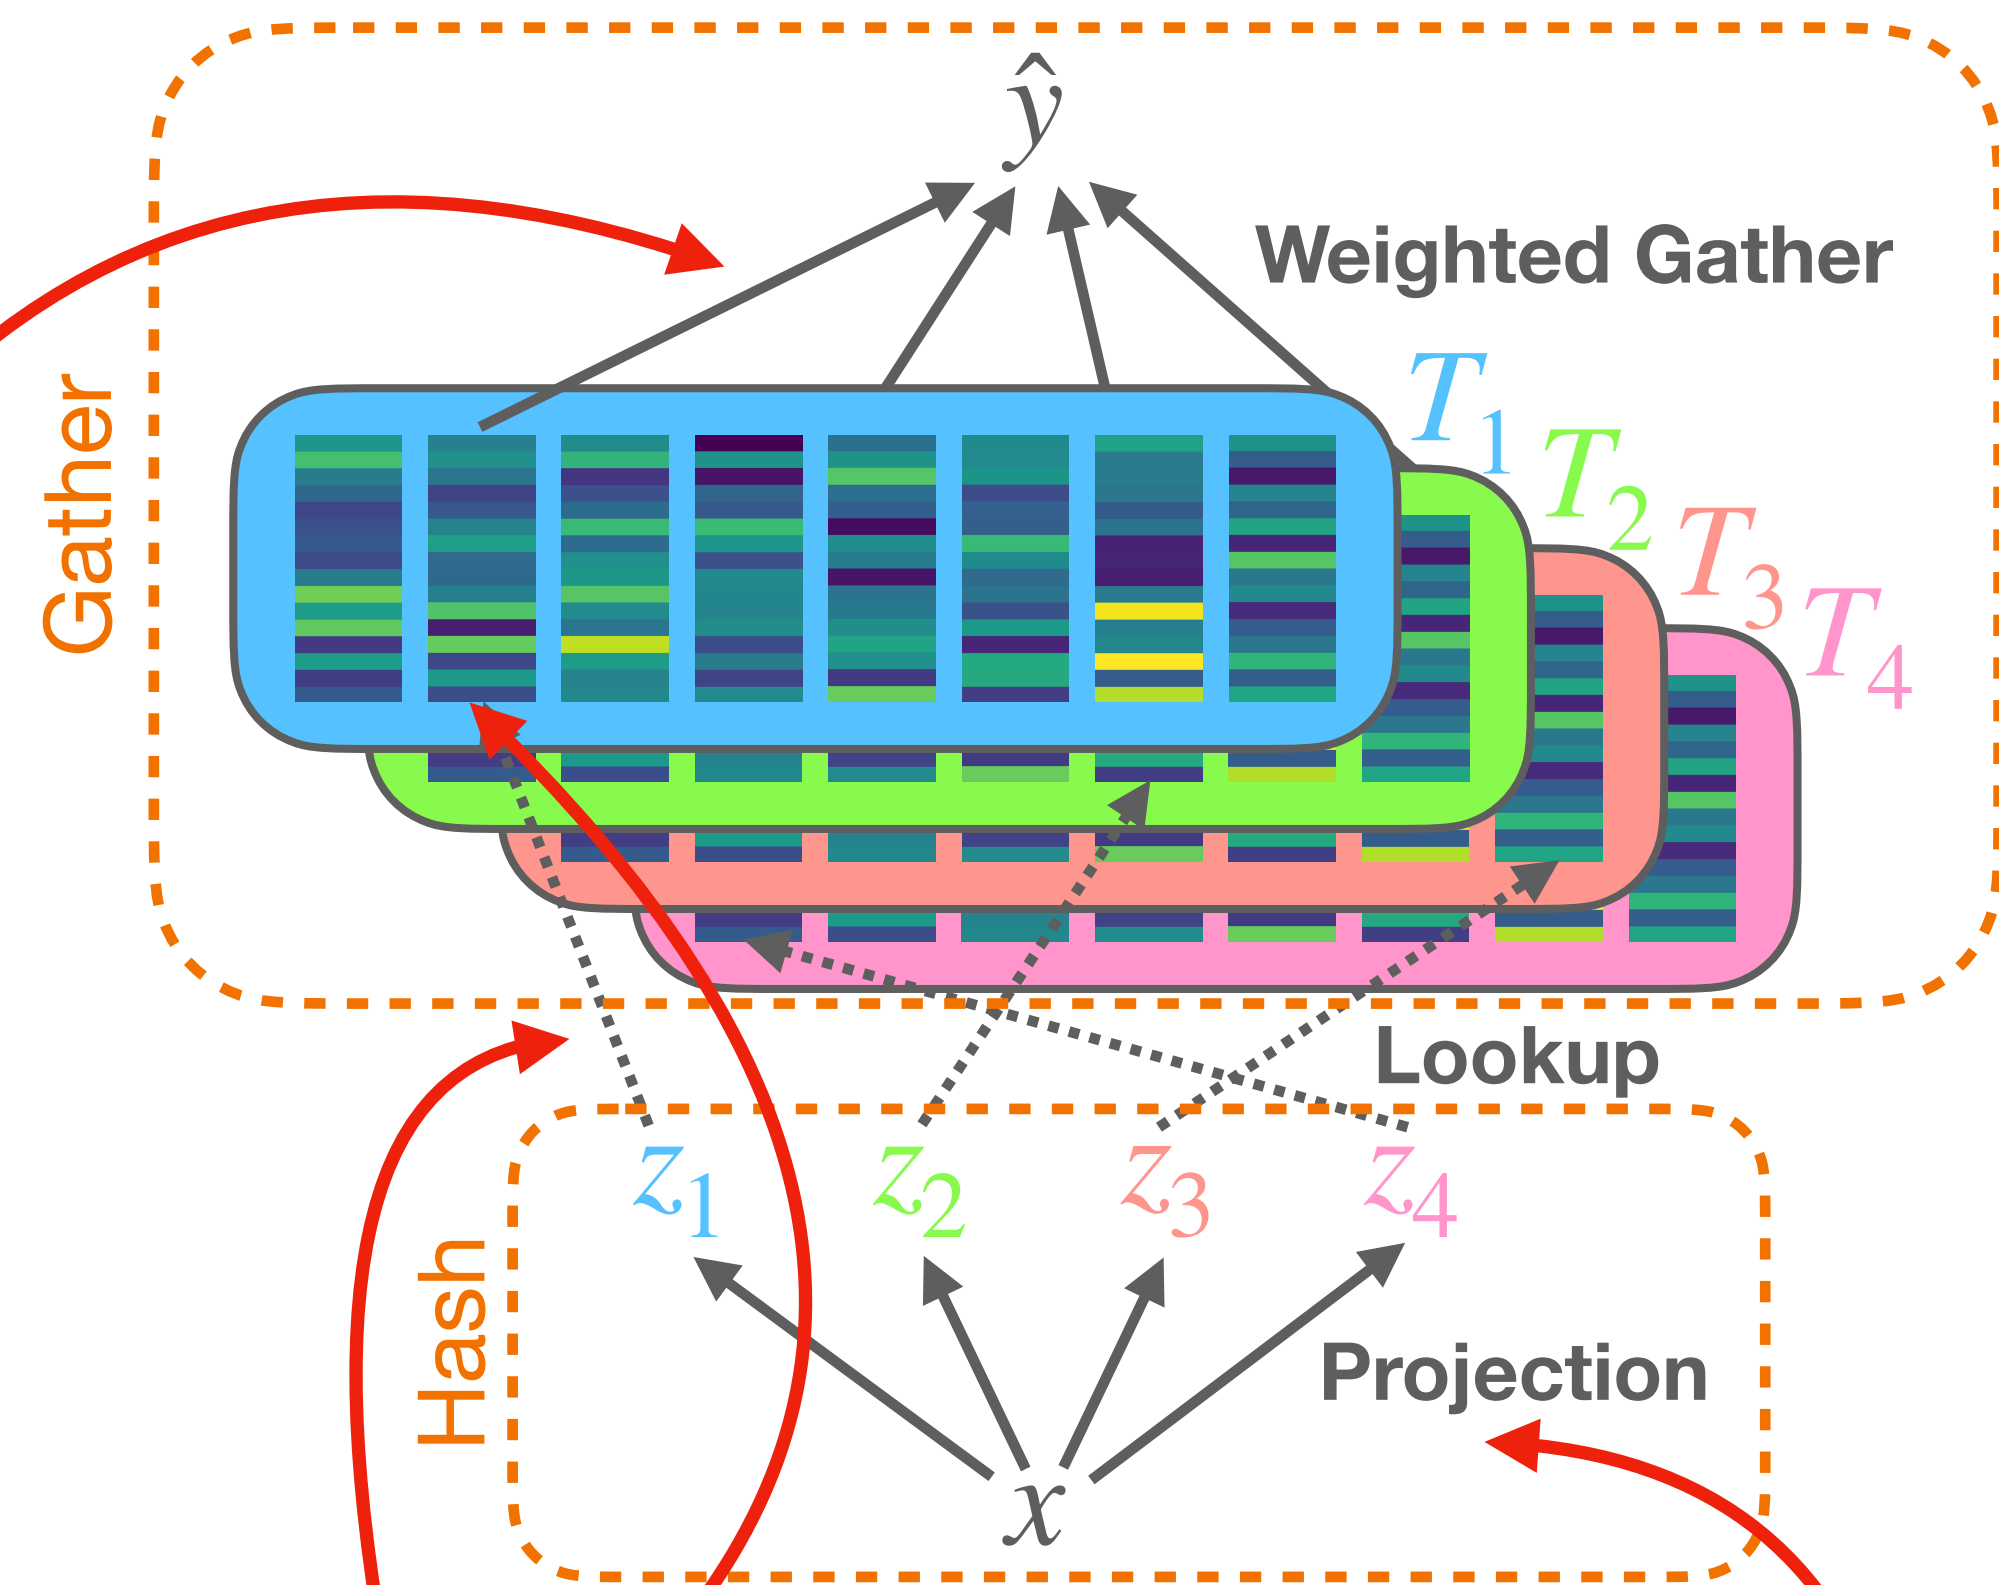 ŷ
Weighted Gather
T₁
T₂
T₃
T₄
Gather
Lookup
z₁ z₂ z₃ z₄
Hash
Projection
x